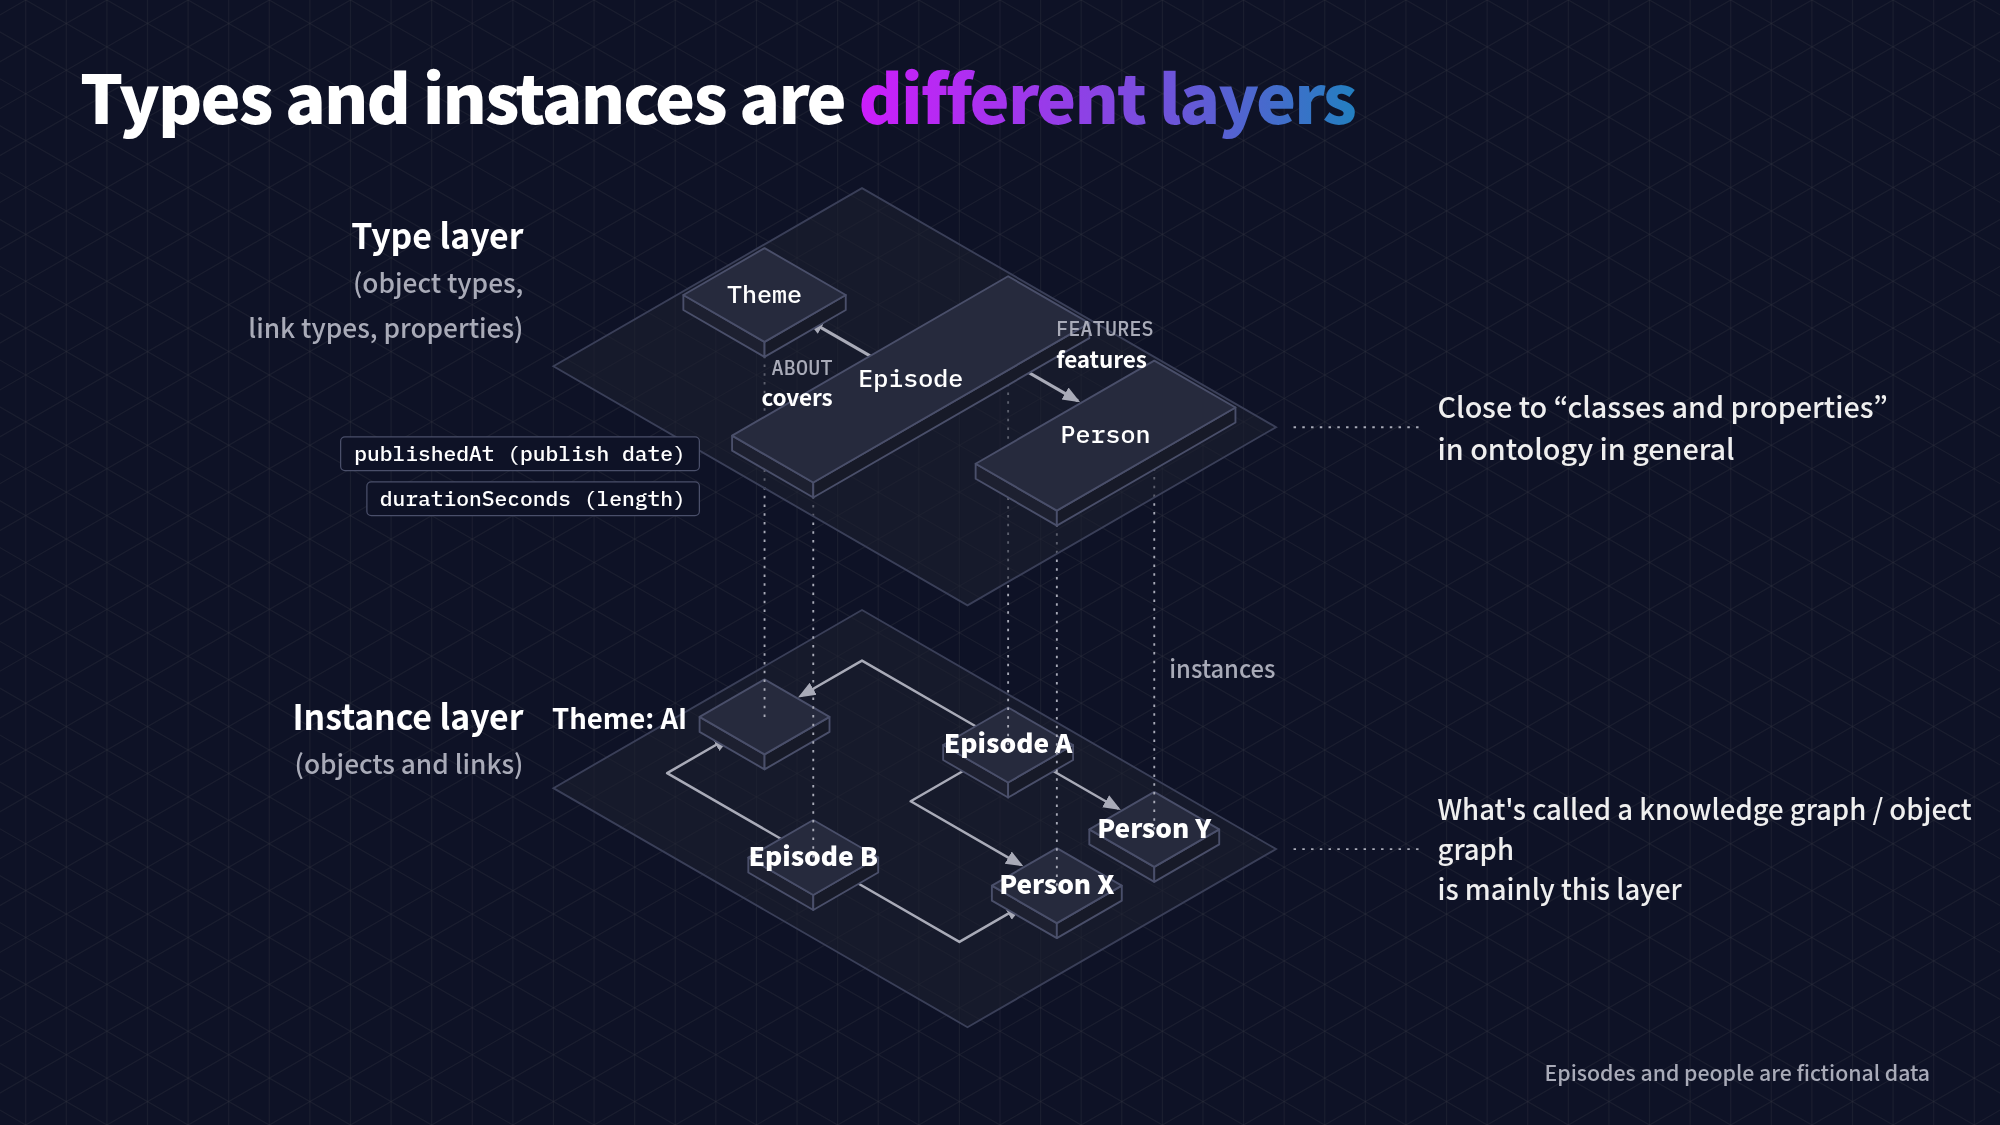 Types and instances are different layers
Type layer
(object types,
link types, properties)
Theme
ABOUT
covers
Episode
FEATURES
features
Person
publishedAt (publish date)
durationSeconds (length)
Close to “classes and properties”
in ontology in general
instances
Instance layer
(objects and links)
Theme: AI
Episode A
Episode B
Person Y
Person X
What's called a knowledge graph / object
graph
is mainly this layer
Episodes and people are fictional data